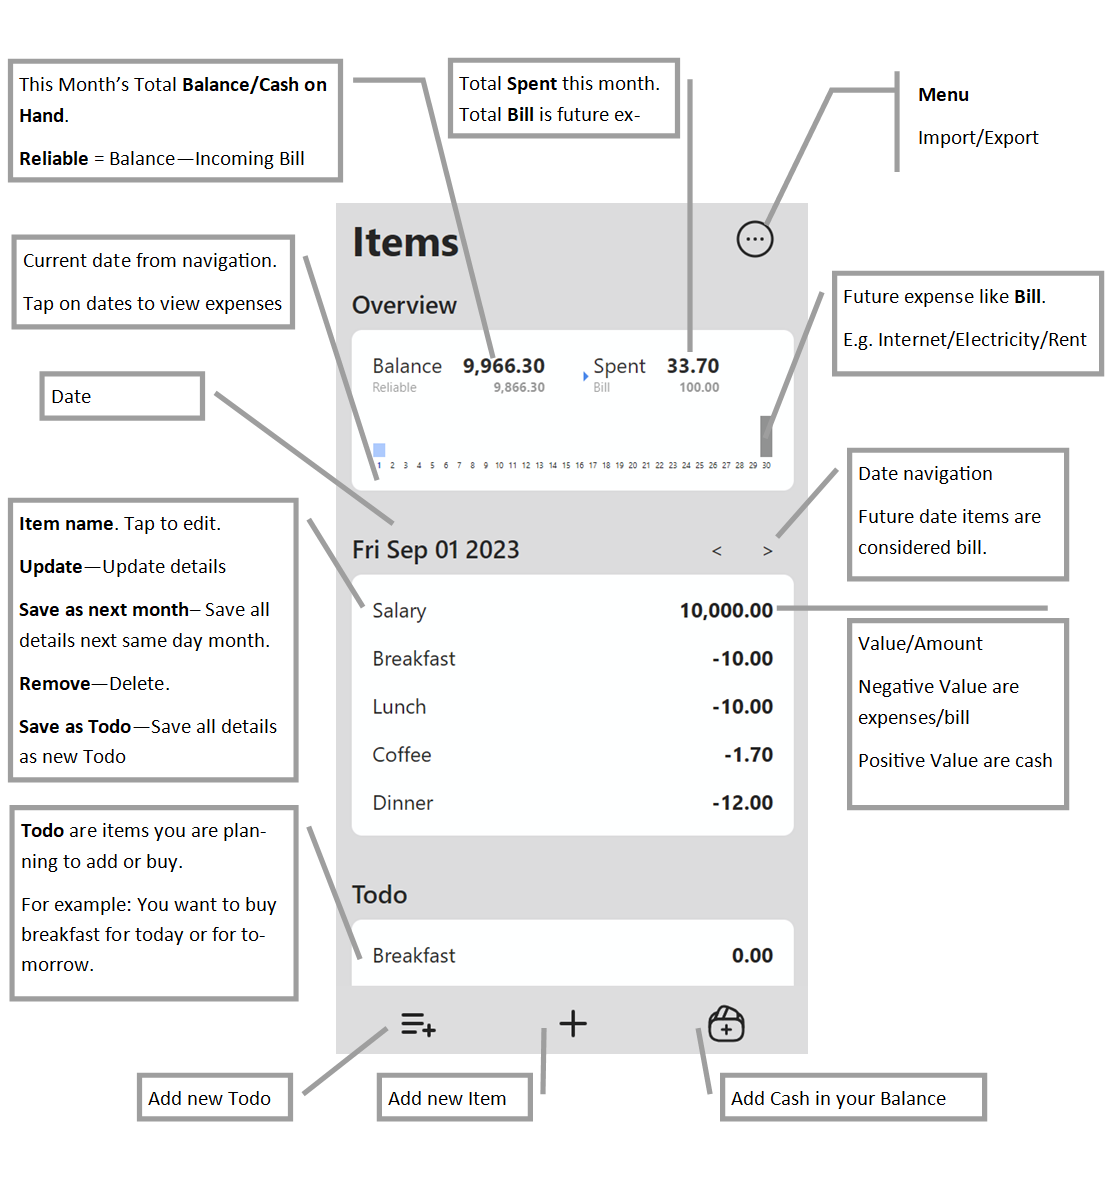 This Month’s Total Balance/Cash on
Hand.
Reliable = Balance—Incoming Bill
Total Spent this month.
Total Bill is future ex-
Menu
Import/Export
Current date from navigation.
Tap on dates to view expenses
Date
Item name. Tap to edit.
Update—Update details
Save as next month– Save all
details next same day month.
Remove—Delete.
Save as Todo—Save all details
as new Todo
Todo are items you are plan-
ning to add or buy.
For example: You want to buy
breakfast for today or for to-
morrow.
Items
Overview
Balance 9,966.30 Spent 33.70
Reliable 9,866.30 Bill 100.00
1 2 3 4 5 6 7 8 9 10 11 12 13 14 15 16 17 18 19 20 21 22 23 24 25 26 27 28 29 30
Fri Sep 01 2023 < >
Salary 10,000.00
Breakfast -10.00
Lunch -10.00
Coffee -1.70
Dinner -12.00
Todo
Breakfast 0.00
Future expense like Bill.
E.g. Internet/Electricity/Rent
Date navigation
Future date items are
considered bill.
Value/Amount
Negative Value are
expenses/bill
Positive Value are cash
Add new Todo
Add new Item
Add Cash in your Balance